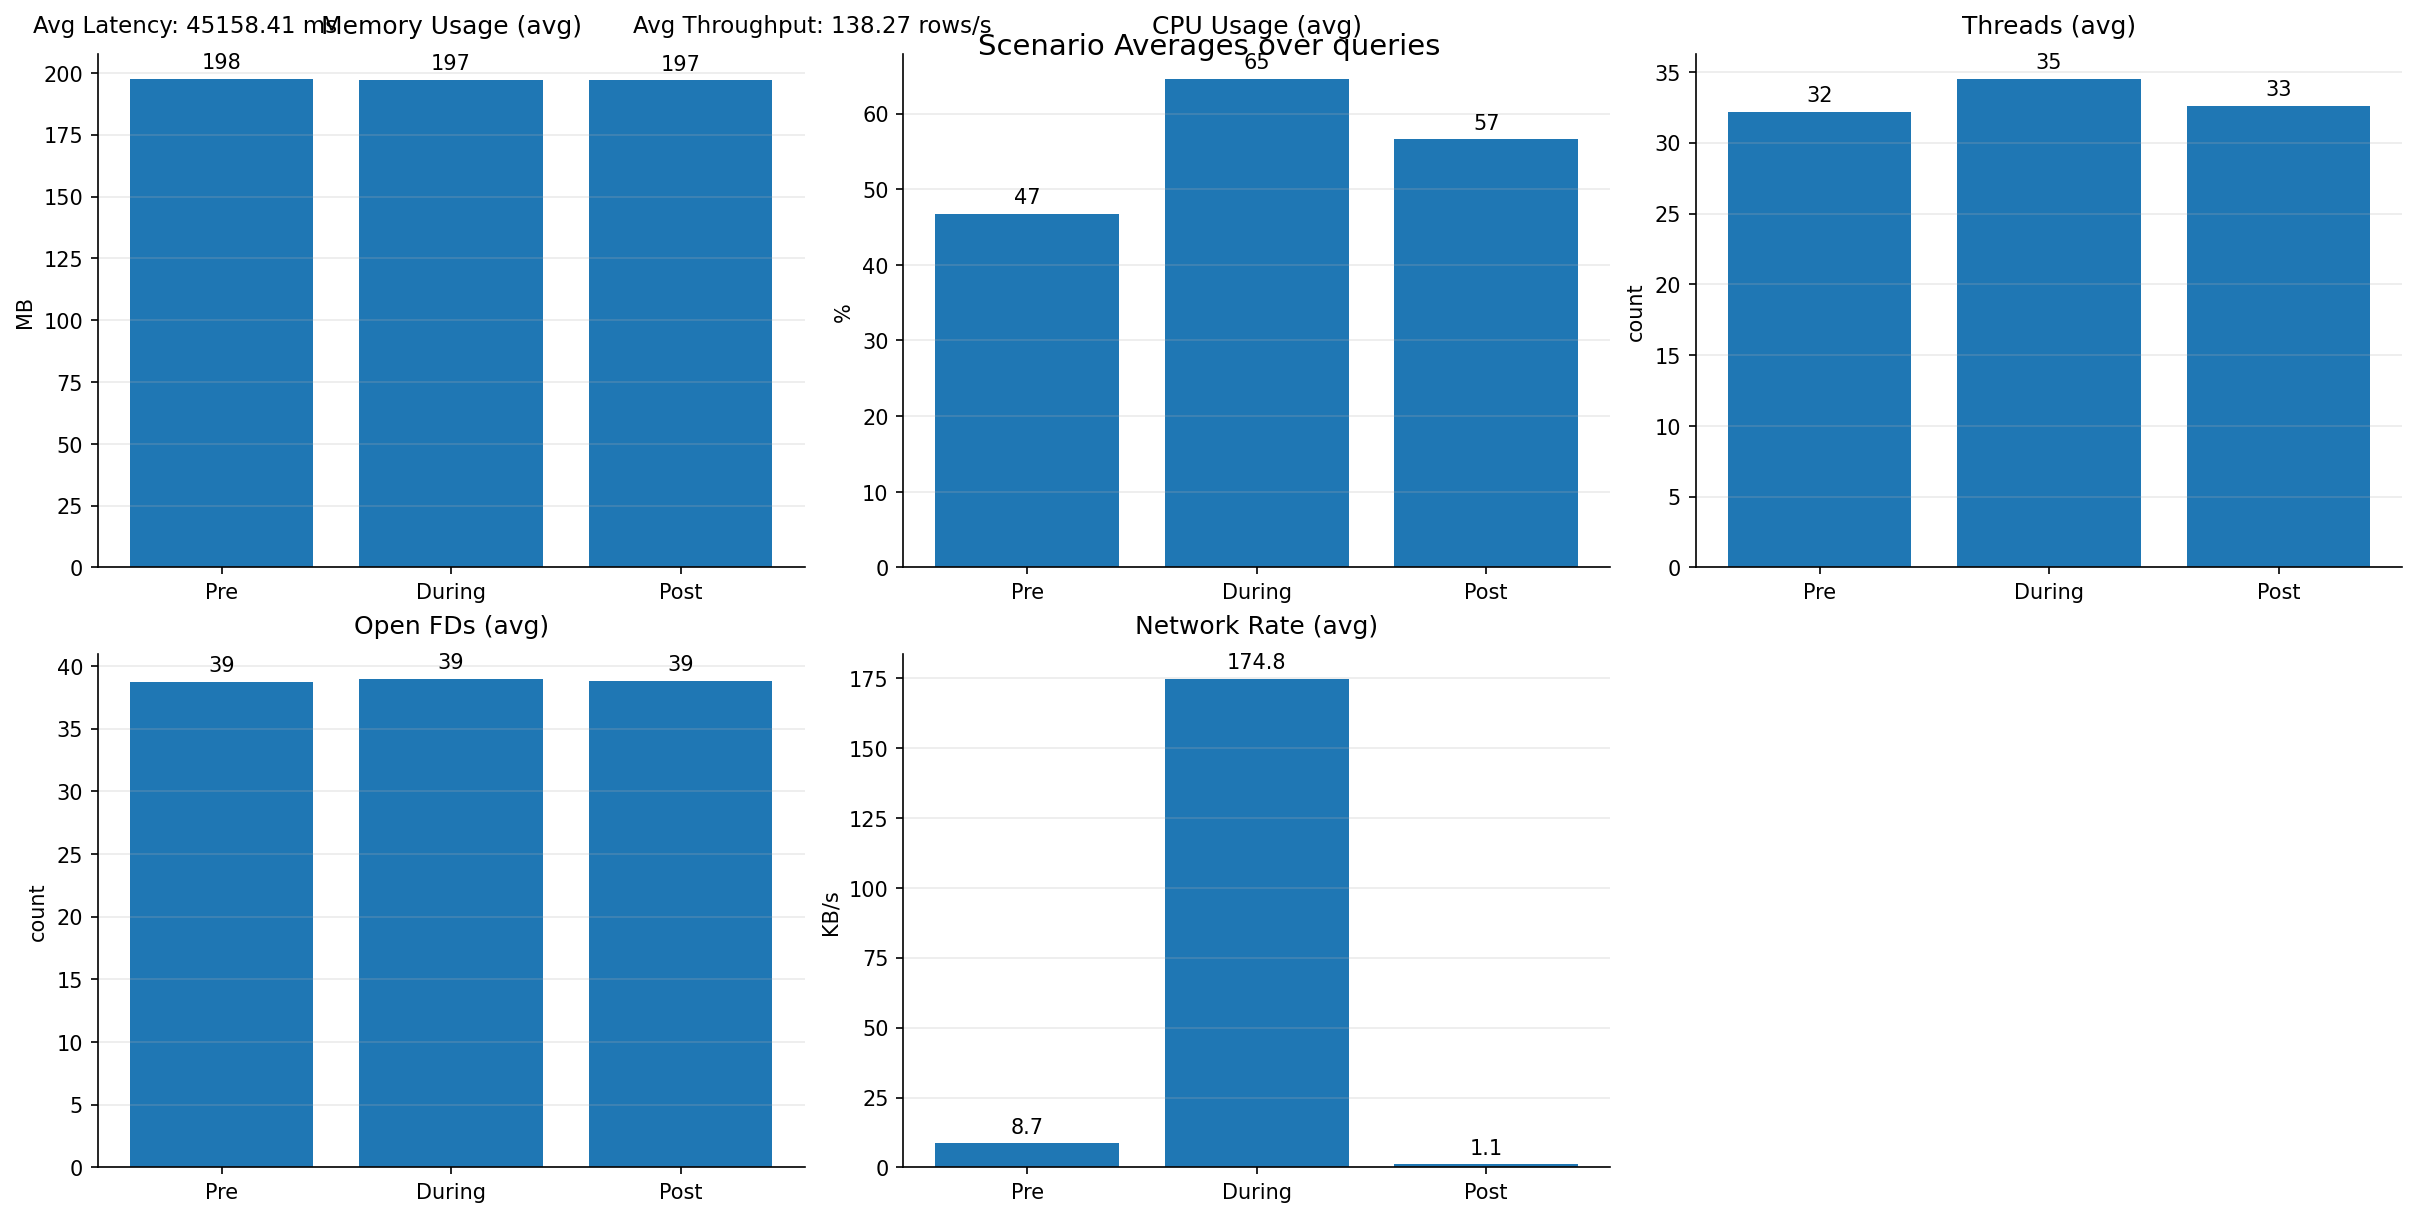 Avg Latency: 45158.41 ms
Avg Throughput: 138.27 rows/s
Scenario Averages over queries
Memory Usage (avg)
198
197
197
200
175
150
125
100
75
50
25
0
MB
Pre
During
Post
CPU Usage (avg)
65
57
47
60
50
40
30
20
10
0
%
Pre
During
Post
Threads (avg)
35
32
33
35
30
25
20
15
10
5
0
count
Pre
During
Post
Open FDs (avg)
39
39
39
40
35
30
25
20
15
10
5
0
count
Pre
During
Post
Network Rate (avg)
174.8
8.7
1.1
175
150
125
100
75
50
25
0
KB/s
Pre
During
Post